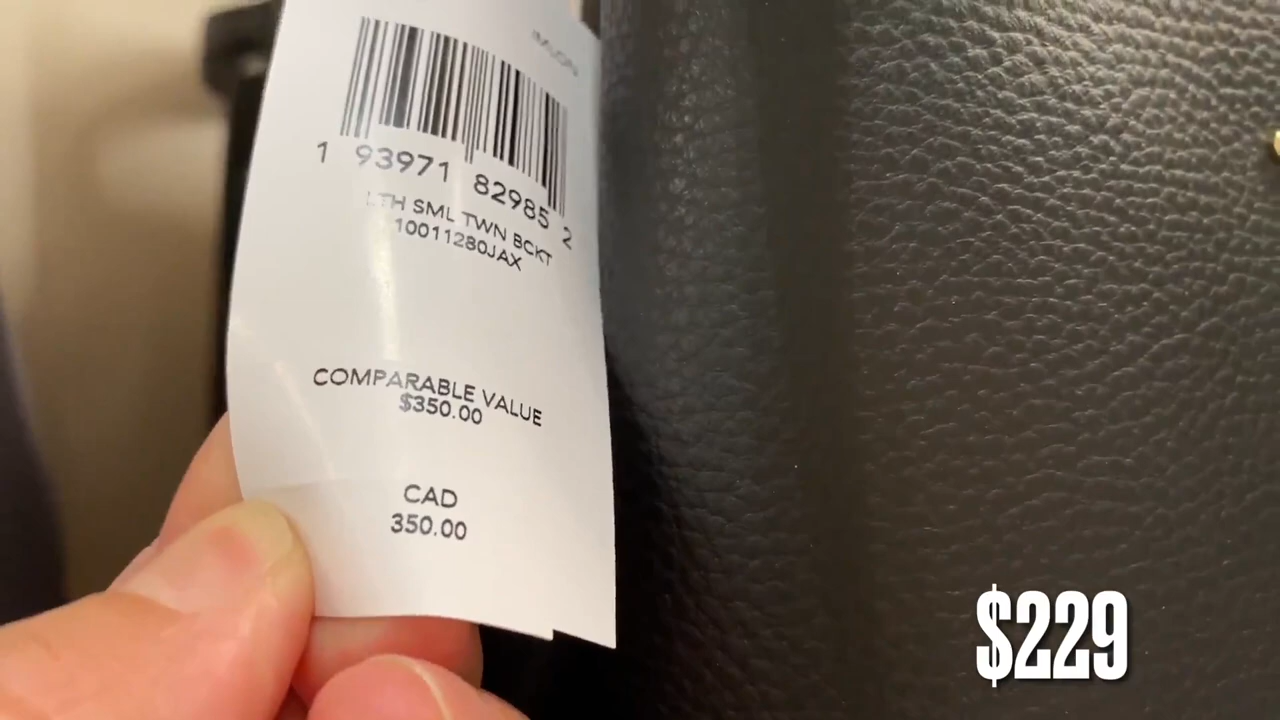 1 93971 82985 2
LTH SML TWN BCKT
10011280JAX
COMPARABLE VALUE
$350.00
CAD
350.00
$229